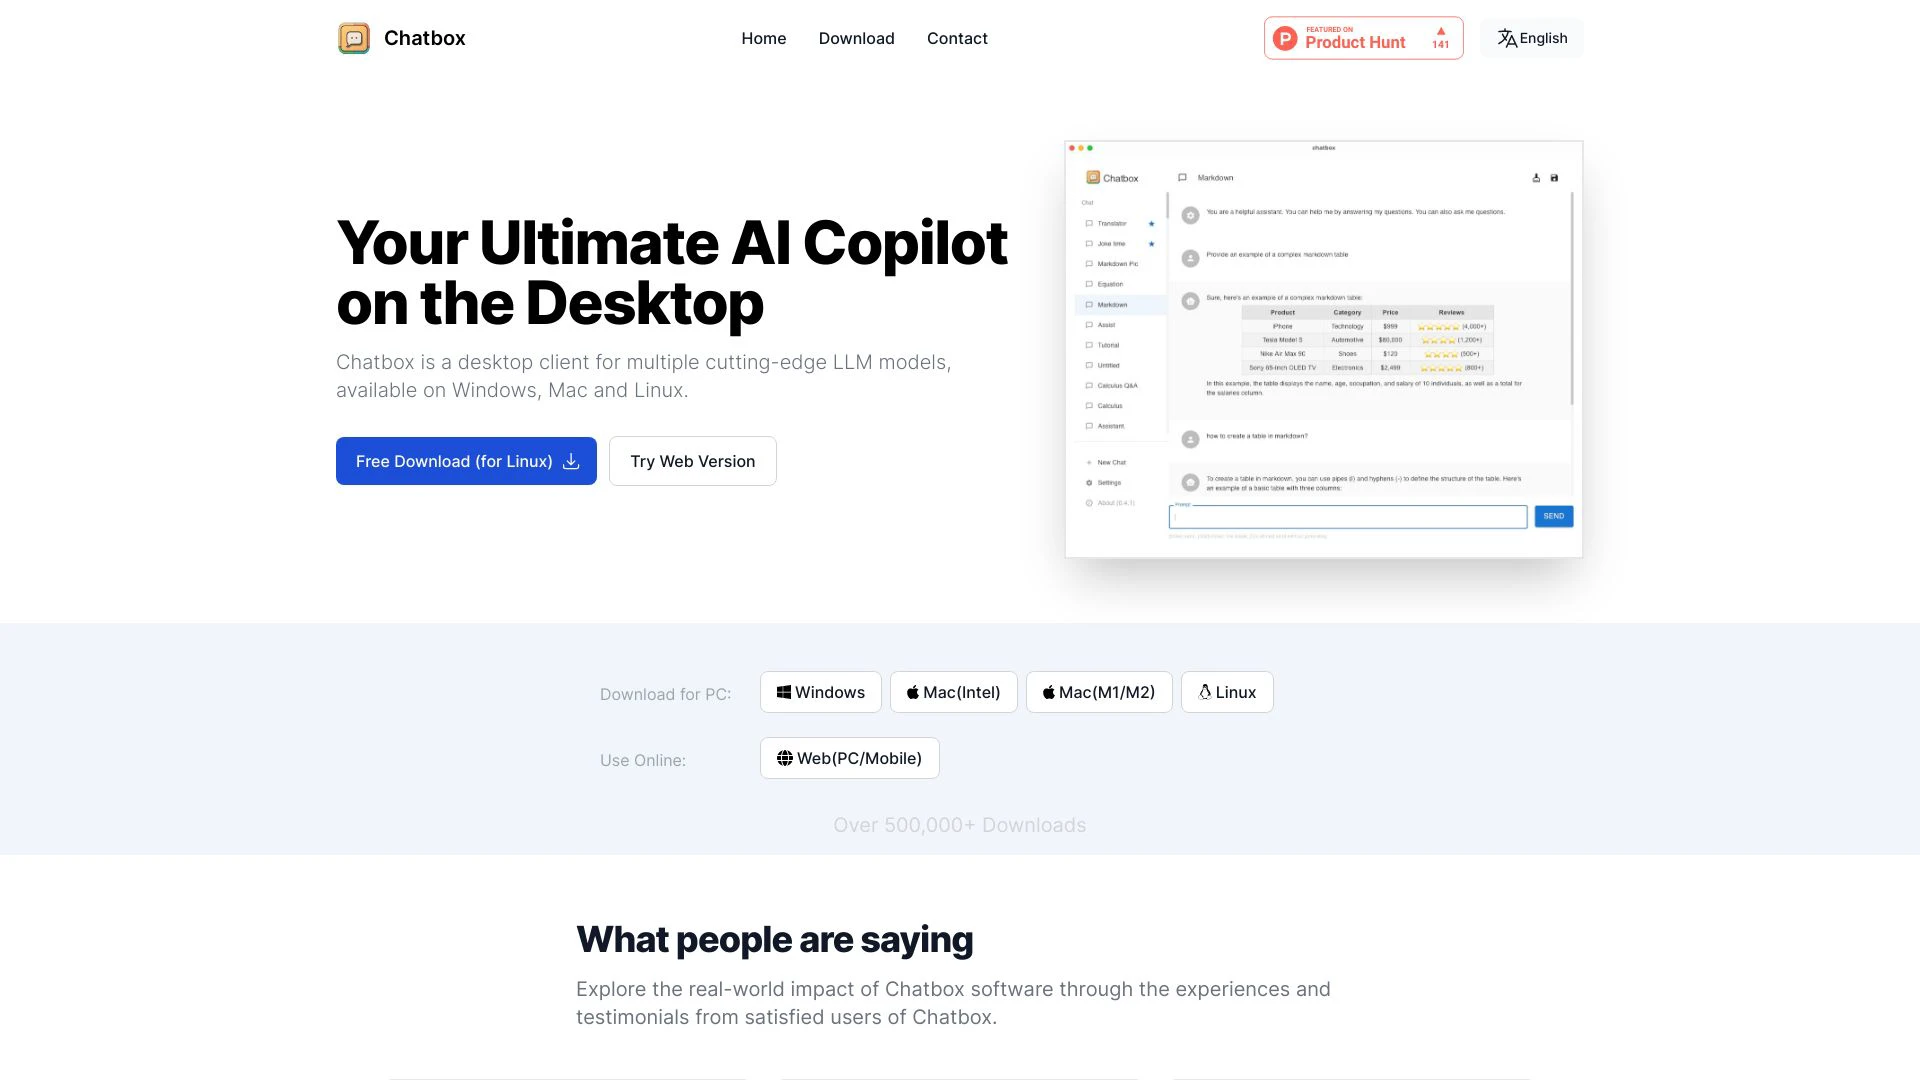 Chatbox
Home
Download
Contact
FEATURED ON
Product Hunt
141
English
Your Ultimate AI Copilot
on the Desktop
Chatbox is a desktop client for multiple cutting-edge LLM models,
available on Windows, Mac and Linux.
Free Download (for Linux)
Try Web Version
chatbox
Chatbox
Chat
Translator
Joke time
Markdown Pic
Equation
Markdown
Assist
Tutorial
Untitled
Calculus Q&A
Calculus
Assistant
New Chat
Settings
About (0.4.1)
Markdown
You are a helpful assistant. You can help me by answering my questions. You can also ask me questions.
Provide an example of a complex markdown table
Sure, here's an example of a complex markdown table:
Product Category Price Reviews
iPhone Technology $999 ⭐⭐⭐⭐⭐ (4,000+)
Tesla Model S Automotive $80,000 ⭐⭐⭐⭐ (1,200+)
Nike Air Max 90 Shoes $120 ⭐⭐⭐⭐ (500+)
Sony 65-inch OLED TV Electronics $2,499 ⭐⭐⭐⭐⭐ (800+)
In this example, the table displays the name, age, occupation, and salary of 10 individuals, as well as a total for
the salaries column.
how to create a table in markdown?
To create a table in markdown, you can use pipes (|) and hyphens (-) to define the structure of the table. Here's
an example of a basic table with three columns:
Prompt
SEND
Download for PC:
Windows
Mac(Intel)
Mac(M1/M2)
Linux
Use Online:
Web(PC/Mobile)
Over 500,000+ Downloads
What people are saying
Explore the real-world impact of Chatbox software through the experiences and
testimonials from satisfied users of Chatbox.